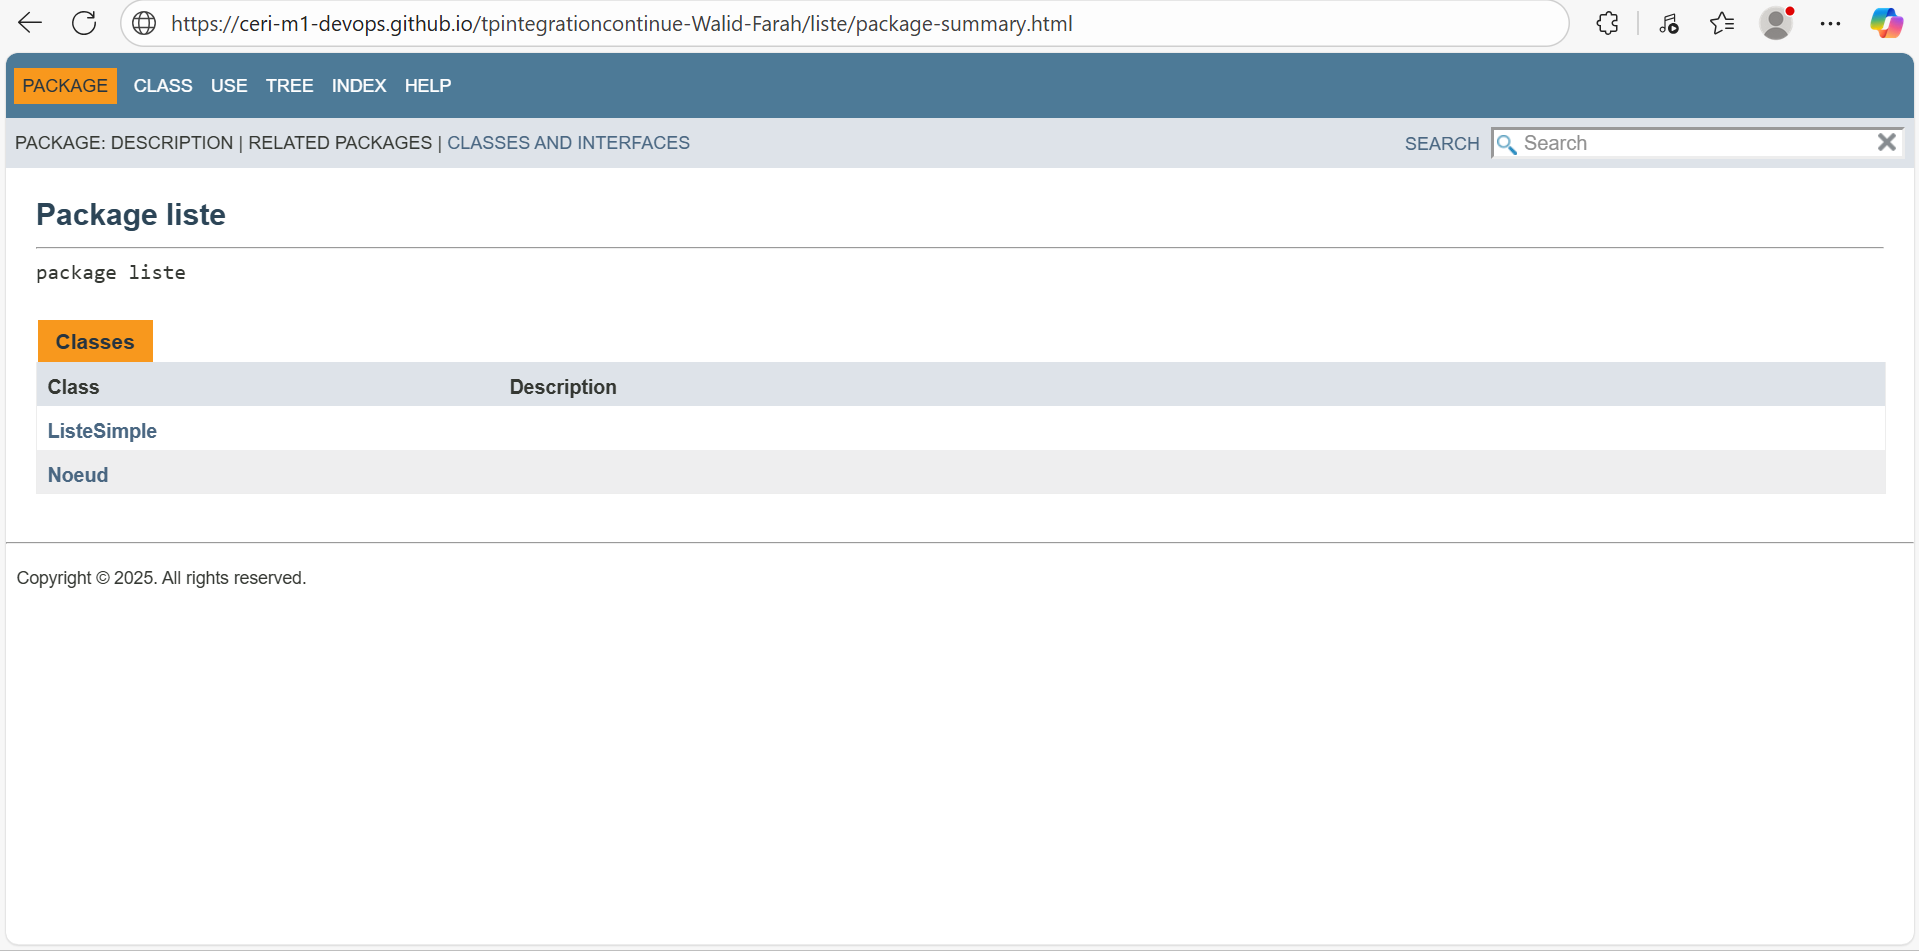 https://ceri-m1-devops.github.io/tpintegrationcontinue-Walid-Farah/liste/package-summary.html
PACKAGE CLASS USE TREE INDEX HELP
PACKAGE: DESCRIPTION | RELATED PACKAGES | CLASSES AND INTERFACES SEARCH Search
Package liste
package liste
Classes
Class Description
ListeSimple
Noeud
Copyright © 2025. All rights reserved.